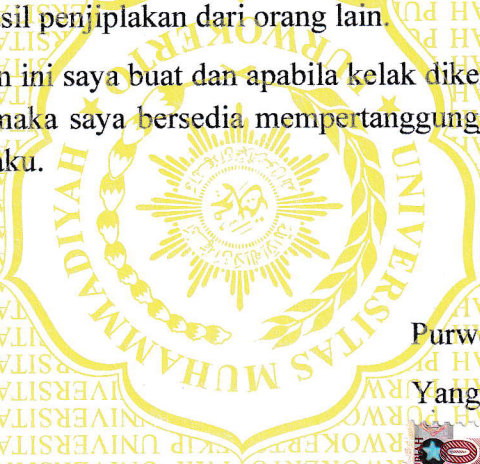 sil penjiplakan dari orang lain.
n ini saya buat dan apabila kelak dike
maka saya bersedia mempertanggung
aku.
UNIVERSITAS MUHAMMADIYAH
PURWOKERTO
Purw
Yang